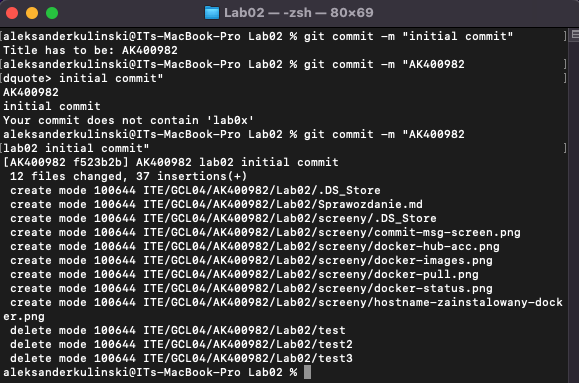 Lab02 — -zsh — 80×69
[aleksanderkulinski@ITs-MacBook-Pro Lab02 % git commit -m "initial commit" ]
Title has to be: AK400982
[aleksanderkulinski@ITs-MacBook-Pro Lab02 % git commit -m "AK400982 ]
[dquote> initial commit" ]
AK400982
initial commit
Your commit does not contain 'lab0x'
aleksanderkulinski@ITs-MacBook-Pro Lab02 % git commit -m "AK400982
[lab02 initial commit" ]
[AK400982 f523b2b] AK400982 lab02 initial commit
12 files changed, 37 insertions(+)
create mode 100644 ITE/GCL04/AK400982/Lab02/.DS_Store
create mode 100644 ITE/GCL04/AK400982/Lab02/Sprawozdanie.md
create mode 100644 ITE/GCL04/AK400982/Lab02/screeny/.DS_Store
create mode 100644 ITE/GCL04/AK400982/Lab02/screeny/commit-msg-screen.png
create mode 100644 ITE/GCL04/AK400982/Lab02/screeny/docker-hub-acc.png
create mode 100644 ITE/GCL04/AK400982/Lab02/screeny/docker-images.png
create mode 100644 ITE/GCL04/AK400982/Lab02/screeny/docker-pull.png
create mode 100644 ITE/GCL04/AK400982/Lab02/screeny/docker-status.png
create mode 100644 ITE/GCL04/AK400982/Lab02/screeny/hostname-zainstalowany-dock
er.png
delete mode 100644 ITE/GCL04/AK400982/Lab02/test
delete mode 100644 ITE/GCL04/AK400982/Lab02/test2
delete mode 100644 ITE/GCL04/AK400982/Lab02/test3
aleksanderkulinski@ITs-MacBook-Pro Lab02 %